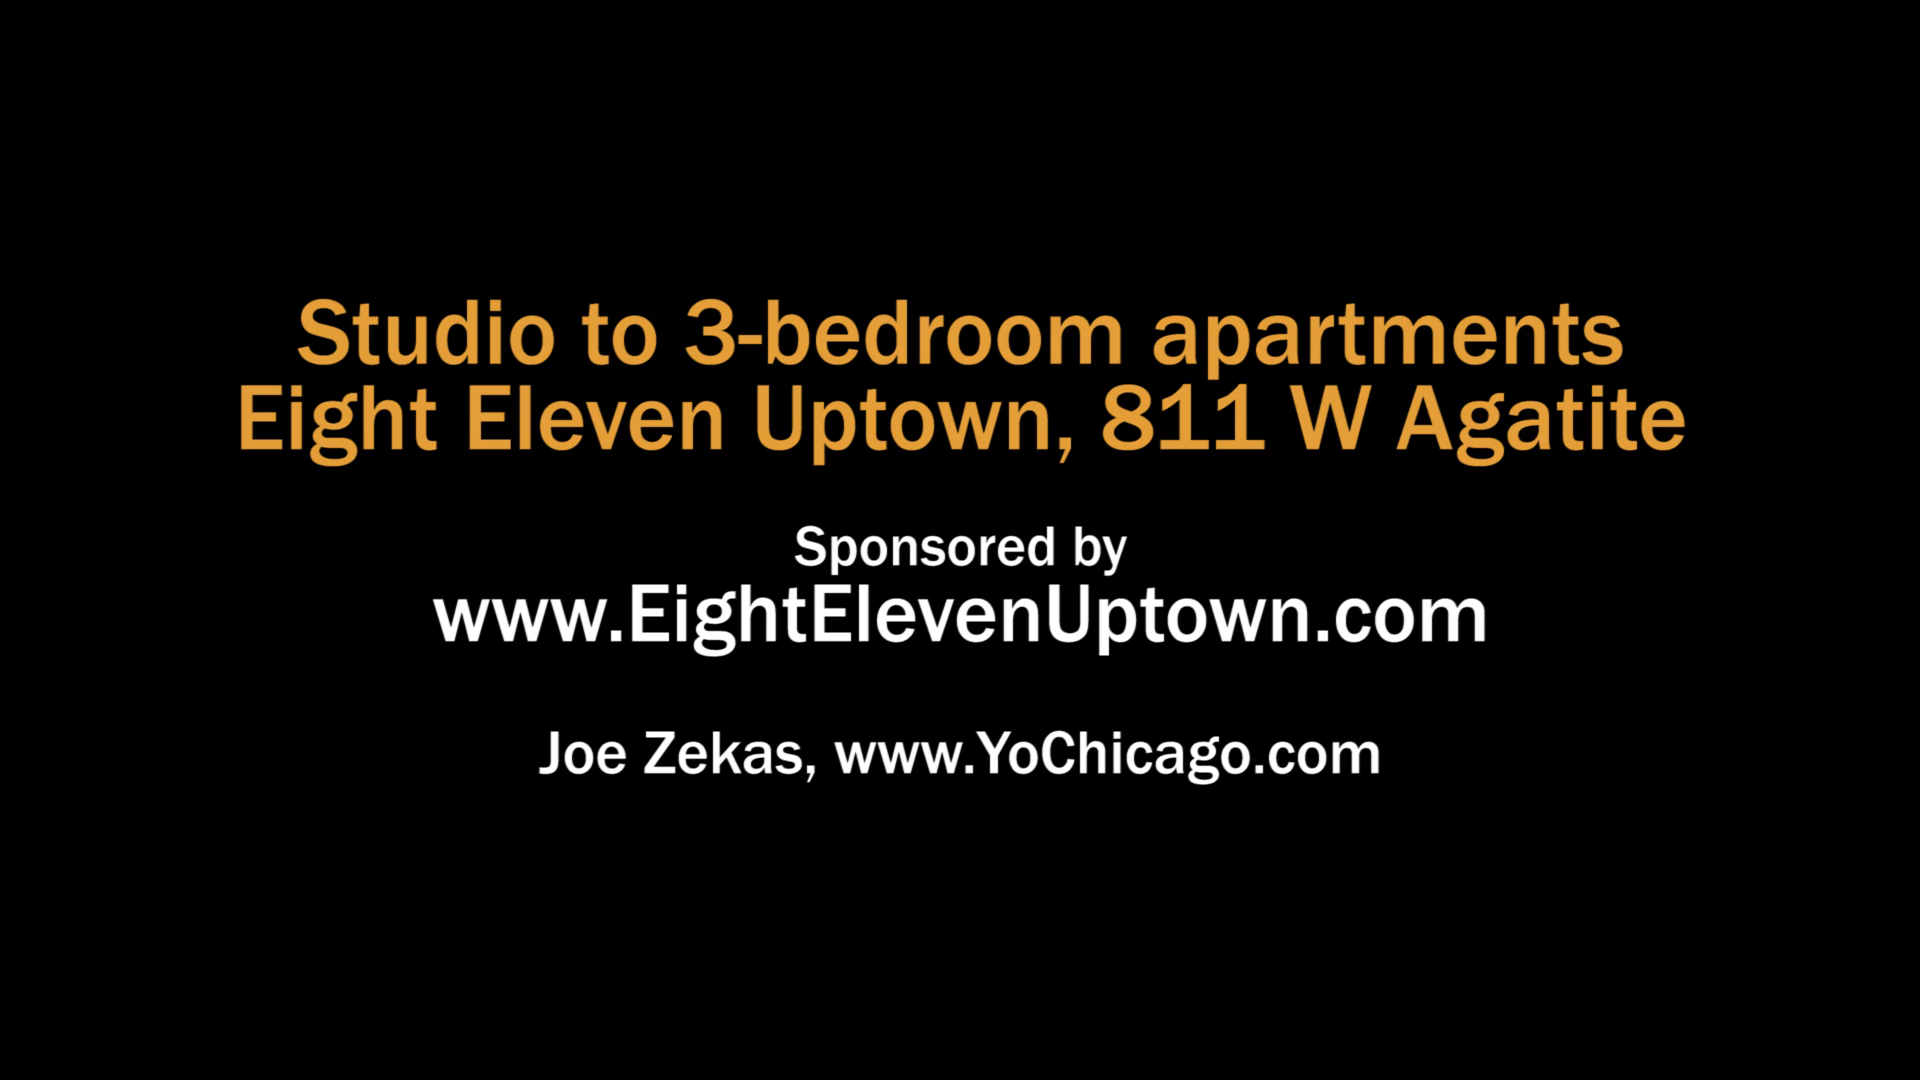 Studio to 3-bedroom apartments
Eight Eleven Uptown, 811 W Agatite
Sponsored by
www.EightElevenUptown.com
Joe Zekas, www.YoChicago.com